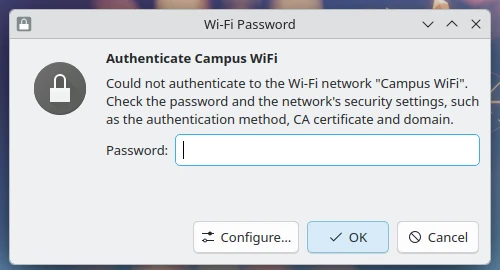 Wi-Fi Password
Authenticate Campus WiFi
Could not authenticate to the Wi-Fi network "Campus WiFi".
Check the password and the network's security settings, such
as the authentication method, CA certificate and domain.
Password:
Configure...
OK
Cancel